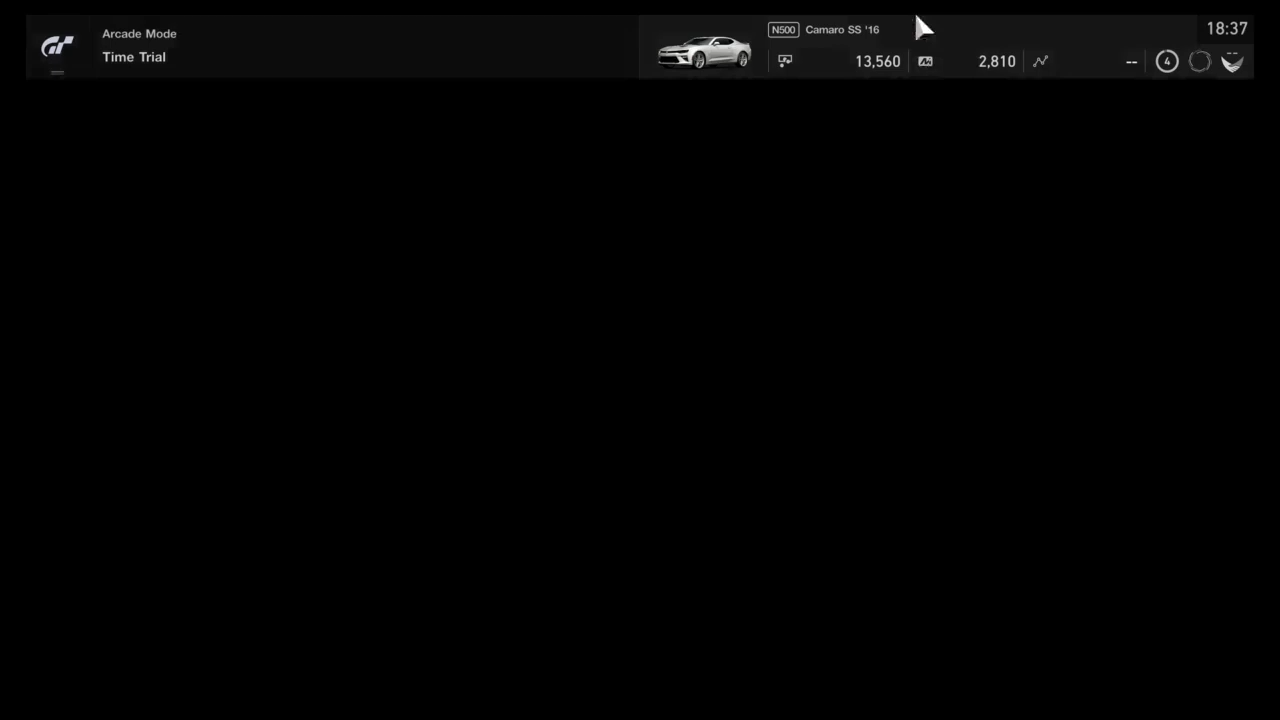 Arcade Mode
Time Trial
N500 Camaro SS '16
13,560 2,810 -- 4 --
18:37